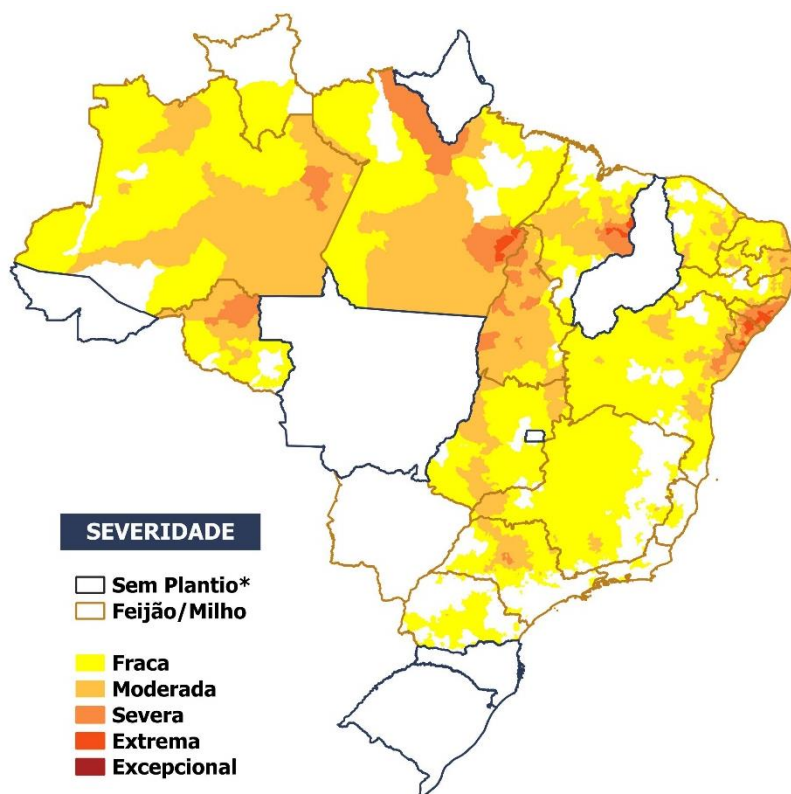 SEVERIDADE
Sem Plantio*
Feijão/Milho
Fraca
Moderada
Severa
Extrema
Excepcional